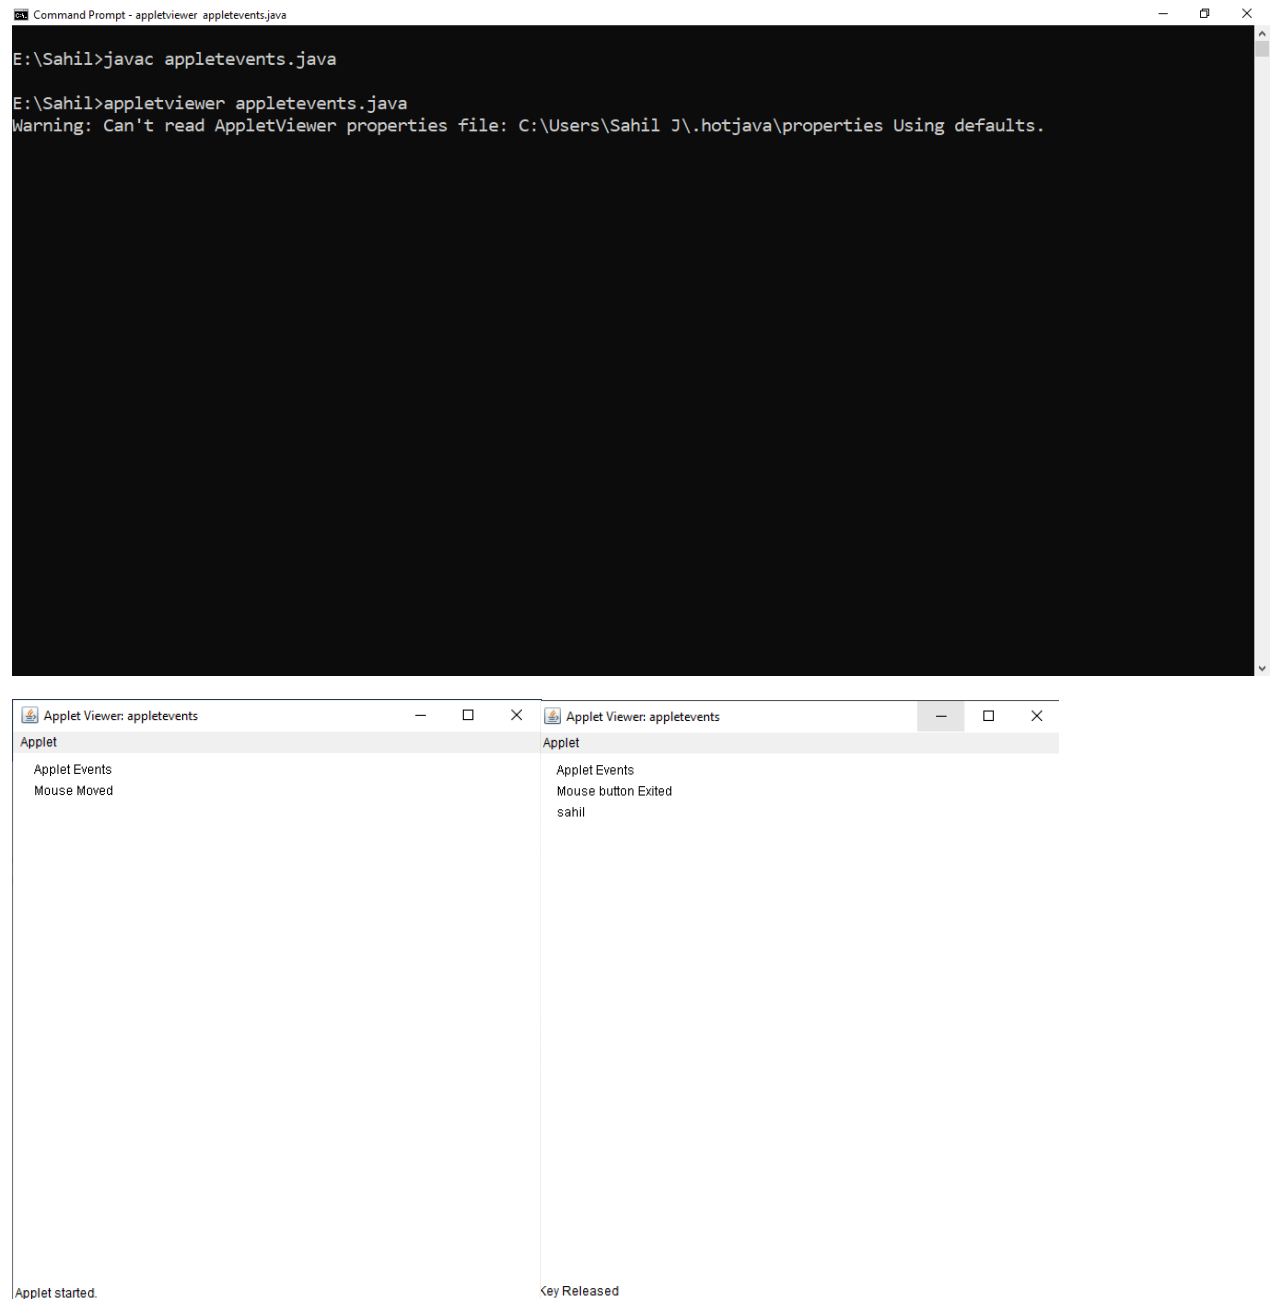 Command Prompt - appletviewer appletevents.java
E:\Sahil>javac appletevents.java
E:\Sahil>appletviewer appletevents.java
Warning: Can't read AppletViewer properties file: C:\Users\Sahil J\.hotjava\properties Using defaults.
Applet Viewer: appletevents
Applet
Applet Events
Mouse Moved
Applet started.
Applet Viewer: appletevents
Applet
Applet Events
Mouse button Exited
sahil
Key Released